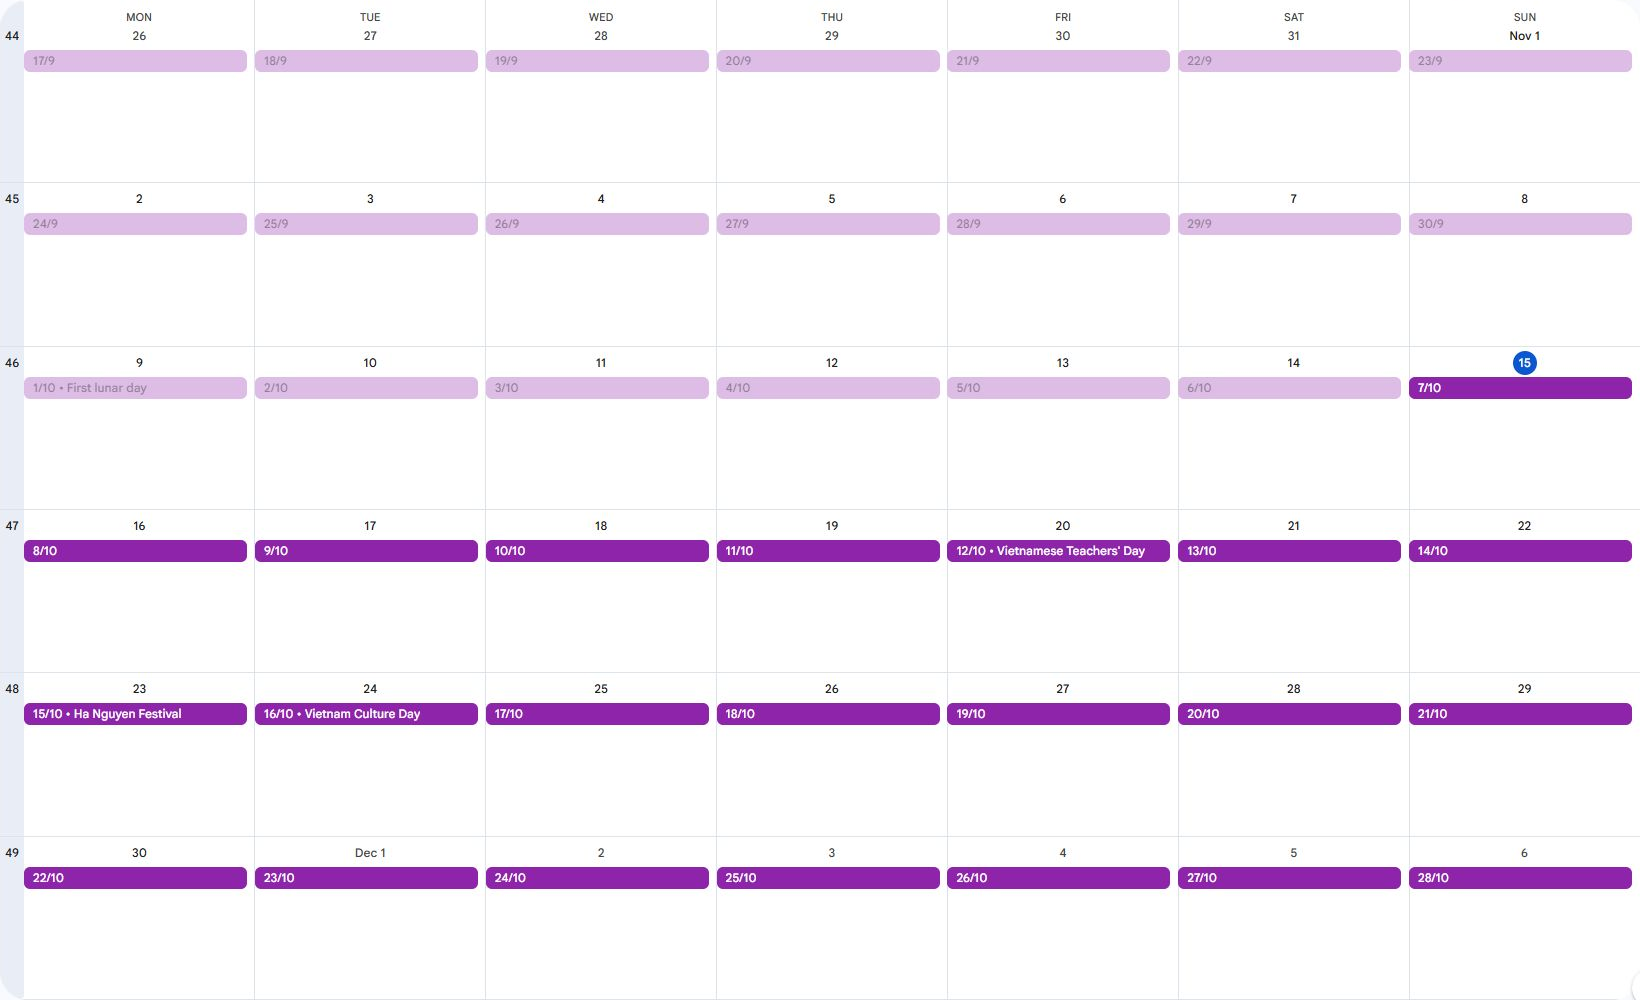 MON TUE WED THU FRI SAT SUN
44 26 27 28 29 30 31 Nov 1
17/9 18/9 19/9 20/9 21/9 22/9 23/9
45 2 3 4 5 6 7 8
24/9 25/9 26/9 27/9 28/9 29/9 30/9
46 9 10 11 12 13 14 15
1/10 • First lunar day 2/10 3/10 4/10 5/10 6/10 7/10
47 16 17 18 19 20 21 22
8/10 9/10 10/10 11/10 12/10 • Vietnamese Teachers' Day 13/10 14/10
48 23 24 25 26 27 28 29
15/10 • Ha Nguyen Festival 16/10 • Vietnam Culture Day 17/10 18/10 19/10 20/10 21/10
49 30 Dec 1 2 3 4 5 6
22/10 23/10 24/10 25/10 26/10 27/10 28/10